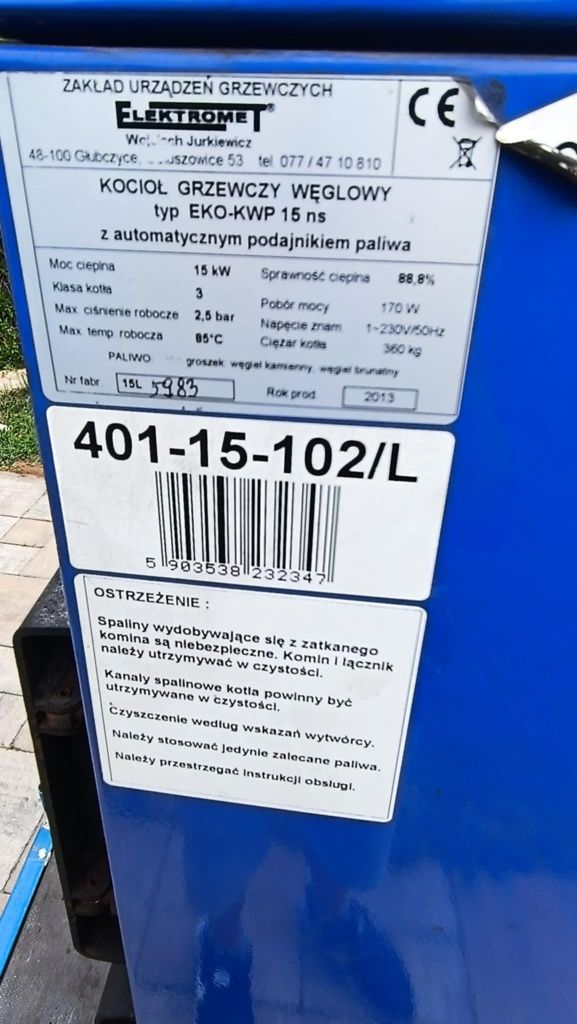 ZAKŁAD URZĄDZEŃ GRZEWCZYCH
ELEKTROMET®
CE
Jurkiewicz
48-100 Głubczyce, 53 tel. 077 / 47 10 810
KOCIOŁ GRZEWCZY WĘGLOWY
typ EKO-KWP 15 ns
z automatycznym podajnikiem paliwa
Moc cieplna 15 kW Sprawność cieplna 88,8%
Klasa kotła 3 Pobór mocy 170 W
Max. ciśnienie robocze 2,5 bar Napięcie znam. 1~230V/50Hz
Max. temp. robocza 85°C Ciężar kotła 360 kg
PALIWO groszek, węgiel kamienny, węgiel brunatny
Nr fabr 15L 5983 Rok prod. 2013
401-15-102/L
5 903538 232347
OSTRZEŻENIE :
Spaliny wydobywające się z zatkanego
komina są niebezpieczne. Komin i łącznik
należy utrzymywać w czystości.
Kanały spalinowe kotła powinny być
utrzymywane w czystości.
Czyszczenie według wskazań wytwórcy.
Należy stosować jedynie zalecane paliwa.
Należy przestrzegać instrukcji obsługi.